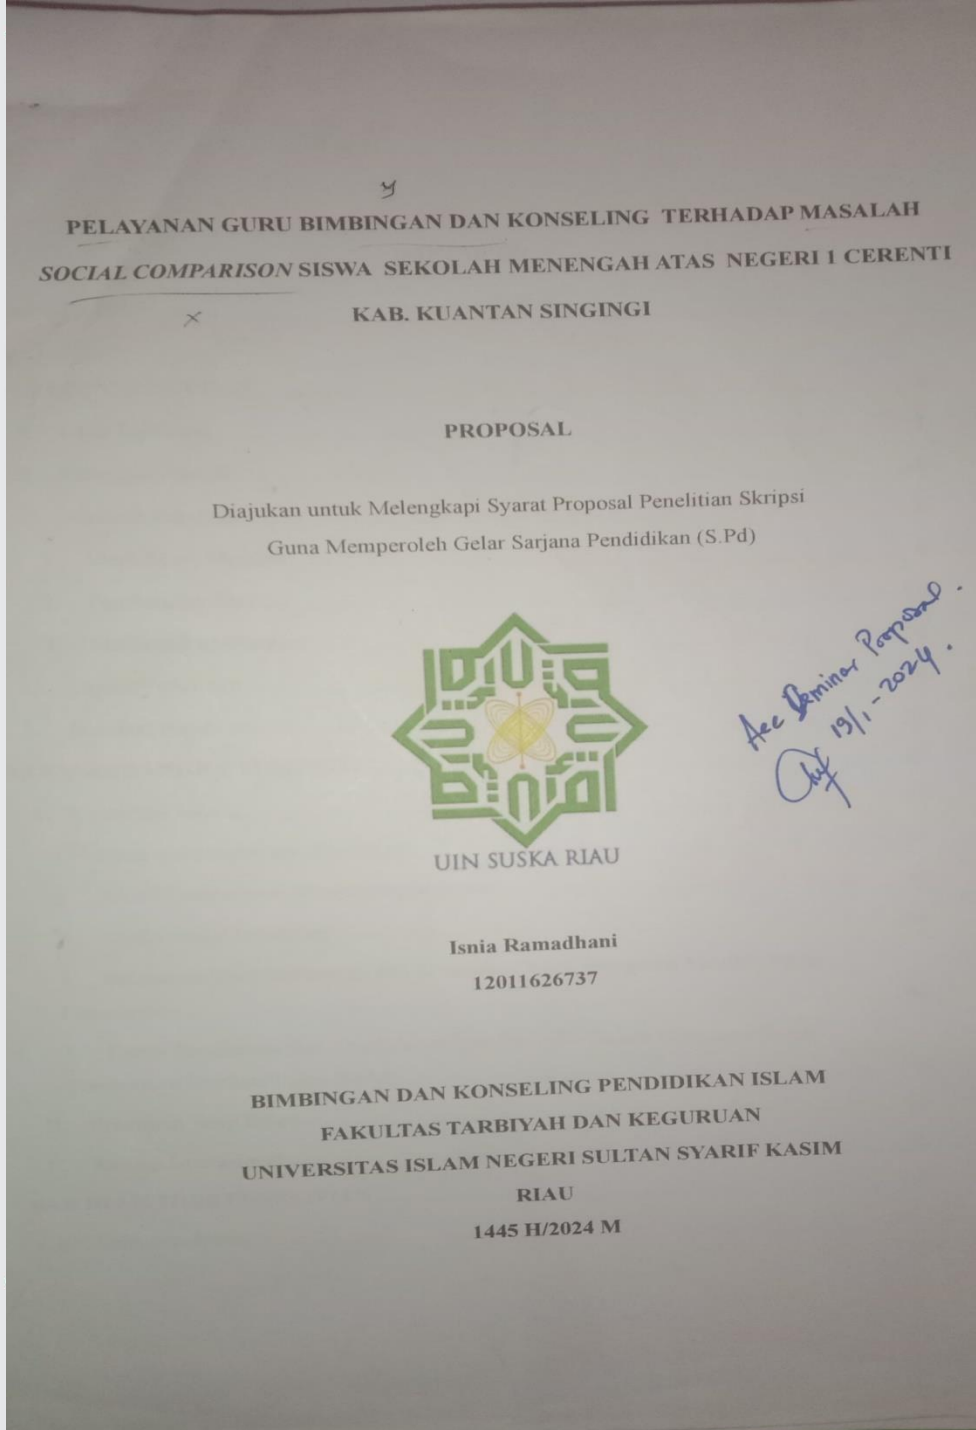 y
PELAYANAN GURU BIMBINGAN DAN KONSELING TERHADAP MASALAH
SOCIAL COMPARISON SISWA SEKOLAH MENENGAH ATAS NEGERI 1 CERENTI
x
KAB. KUANTAN SINGINGI
PROPOSAL
Diajukan untuk Melengkapi Syarat Proposal Penelitian Skripsi
Guna Memperoleh Gelar Sarjana Pendidikan (S.Pd)
Acc Seminar Proposal.
19/1-2024.
UIN SUSKA RIAU
Isnia Ramadhani
12011626737
BIMBINGAN DAN KONSELING PENDIDIKAN ISLAM
FAKULTAS TARBIYAH DAN KEGURUAN
UNIVERSITAS ISLAM NEGERI SULTAN SYARIF KASIM
RIAU
1445 H/2024 M